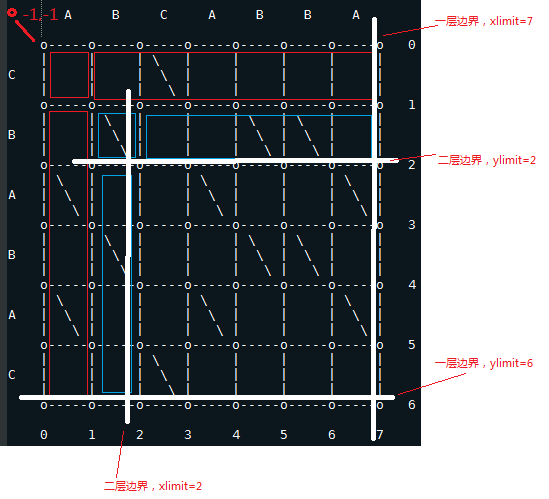 -1,-1
A B C A B B A
一层边界，xlimit=7
o-----o-----o-----o-----o-----o-----o-----o 0
C | | \ | | | | |
o-----o-----o-----o-----o-----o-----o-----o 1
B | \ | | | \ | \ | |
二层边界，ylimit=2
o-----o-----o-----o-----o-----o-----o-----o 2
A | \ | | | \ | | | \ |
o-----o-----o-----o-----o-----o-----o-----o 3
B | \ | | | \ | \ | |
o-----o-----o-----o-----o-----o-----o-----o 4
A | \ | | | \ | | | \ |
o-----o-----o-----o-----o-----o-----o-----o 5
一层边界，ylimit=6
C | | \ | | | | |
o-----o-----o-----o-----o-----o-----o-----o 6
0 1 2 3 4 5 6 7
二层边界，xlimit=2